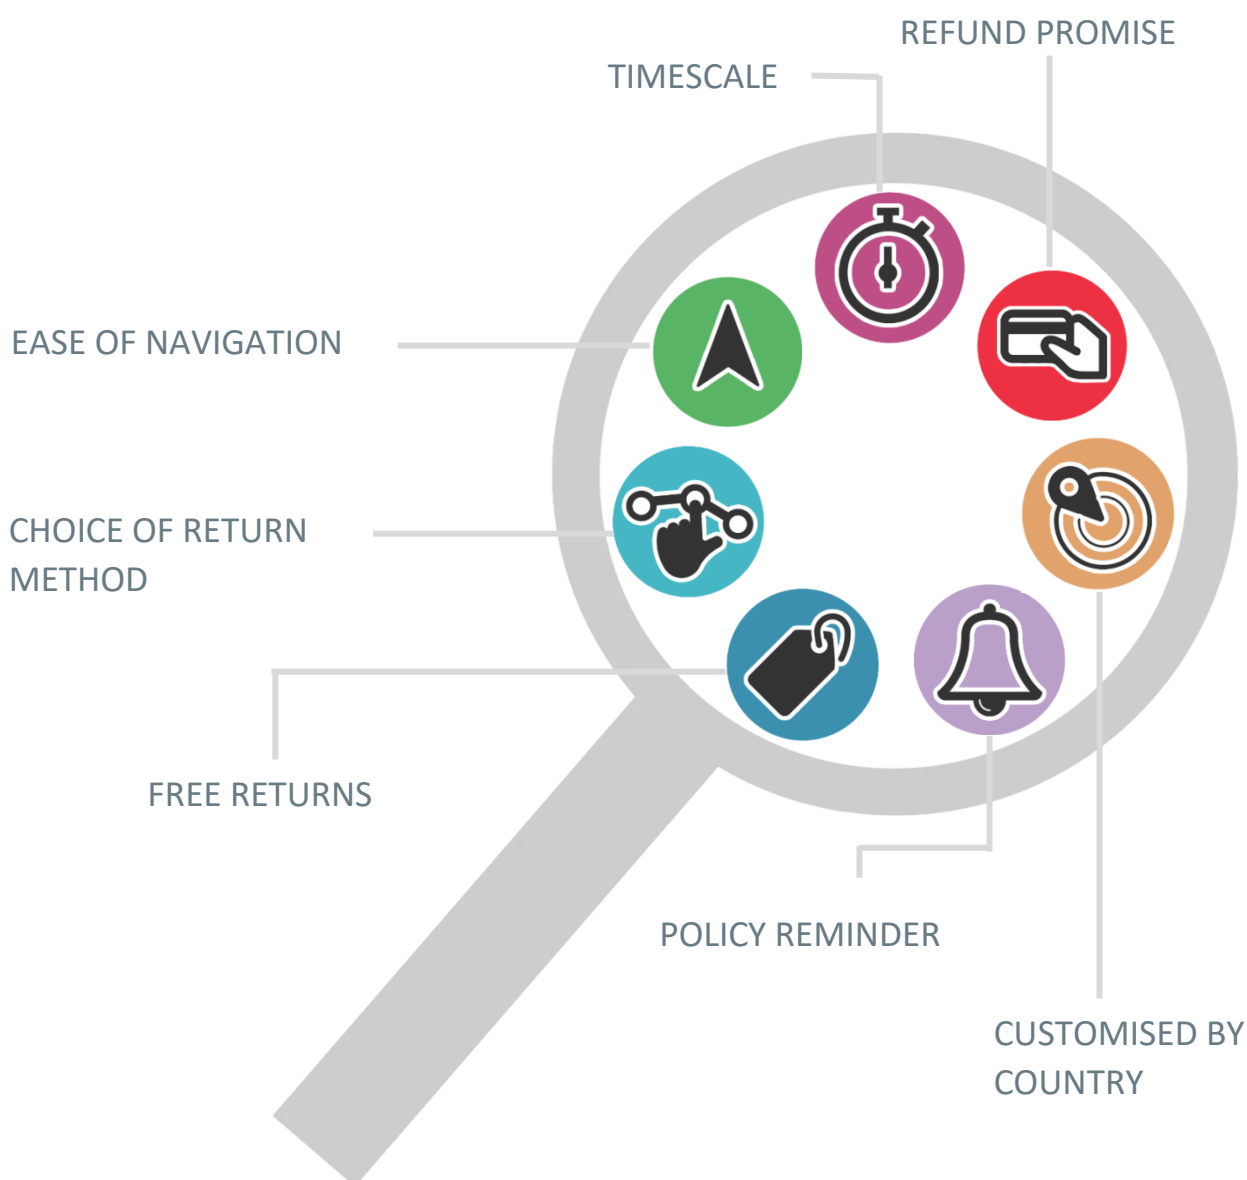 REFUND PROMISE
TIMESCALE
EASE OF NAVIGATION
CHOICE OF RETURN
METHOD
FREE RETURNS
POLICY REMINDER
CUSTOMISED BY
COUNTRY